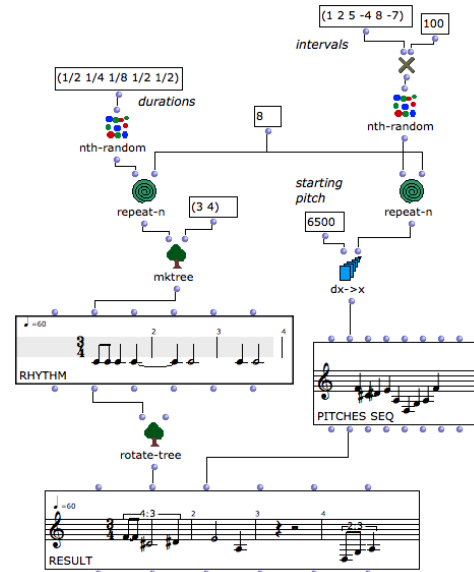 (1 2 5 -4 8 -7)
100
intervals
(1/2 1/4 1/8 1/2 1/2)
durations
8
nth-random
nth-random
starting
pitch
repeat-n
repeat-n
(3 4)
6500
mktree
dx->x
♩ =60
2
3
4
3
4
RHYTHM
PITCHES SEQ
rotate-tree
♩ =60
4:3
2
3
4
2:3
3
4
RESULT